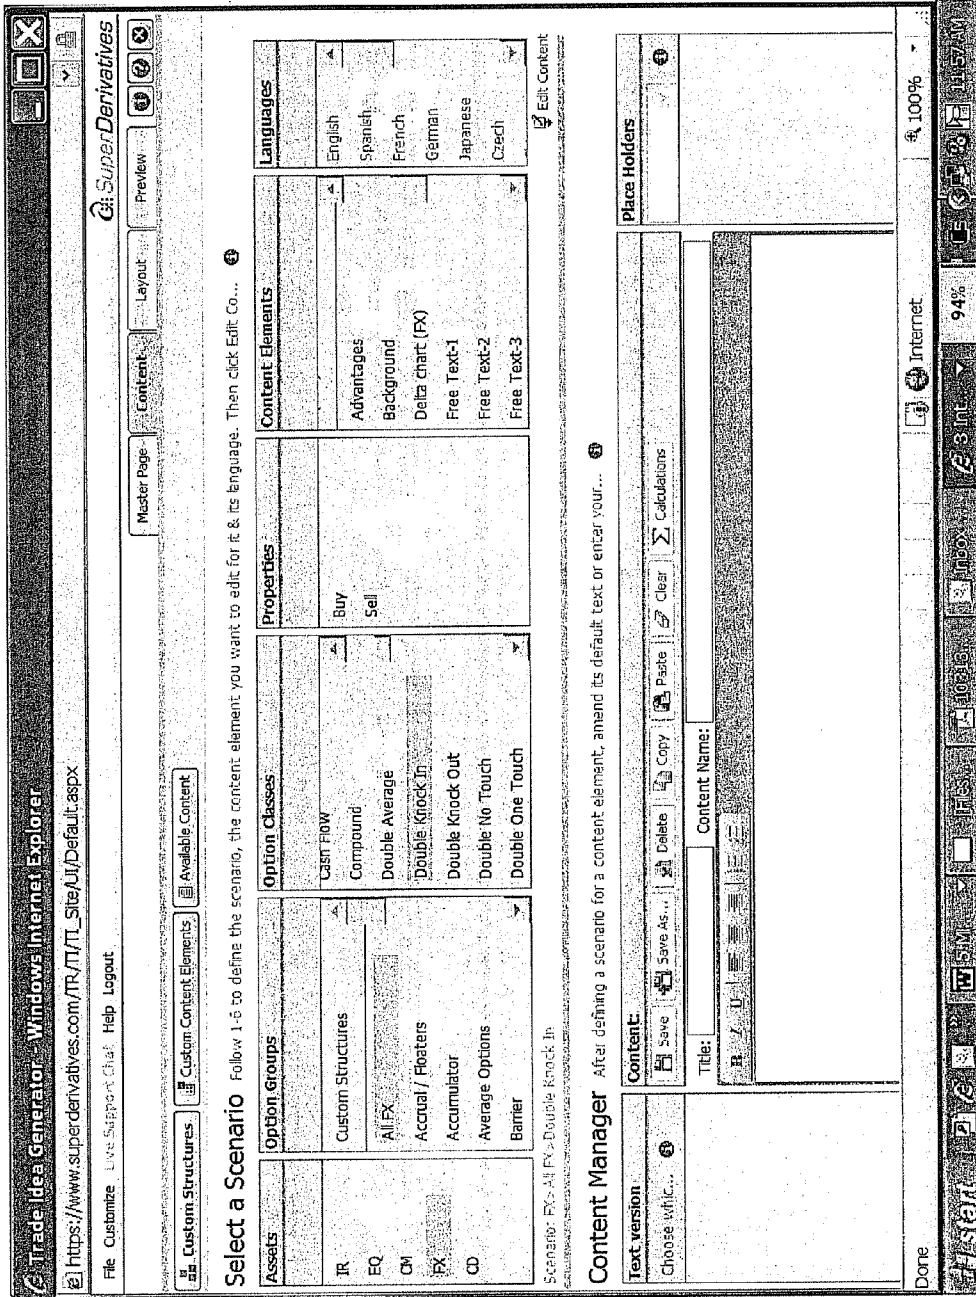 Trade Idea Generator - Windows Internet Explorer
https://www.superderivatives.com/TR/TI/TI_Site/UI/Default.aspx
File Customize Live Support Chat Help Logout
SuperDerivatives
Master Page Content Layout Preview
Custom Structures Custom Content Elements Available Content
Select a Scenario Follow 1-6 to define the scenario, the content element you want to edit for it & its language. Then click Edit Co...
Assets
IR
EQ
CM
FX
CD
Option Groups
Custom Structures
All FX
Accrual / Floaters
Accumulator
Average Options
Barrier
Option Classes
Cash Flow
Compound
Double Average
Double Knock In
Double Knock Out
Double No Touch
Double One Touch
Properties
Buy
Sell
Content Elements
Advantages
Background
Delta chart (FX)
Free Text-1
Free Text-2
Free Text-3
Languages
English
Spanish
French
German
Japanese
Czech
Edit Content
Scenario: FX> All FX> Double Knock In
Content Manager After defining a scenario for a content element, amend its default text or enter your...
Text version
Choose whic...
Content:
Save Save As... Delete Copy Paste Clear Σ Calculations
Title: Content Name:
B I U
Place Holders
Done
Internet
100%
start
W 5 M...
Inbox
3 Int...
94%
11:57 AM